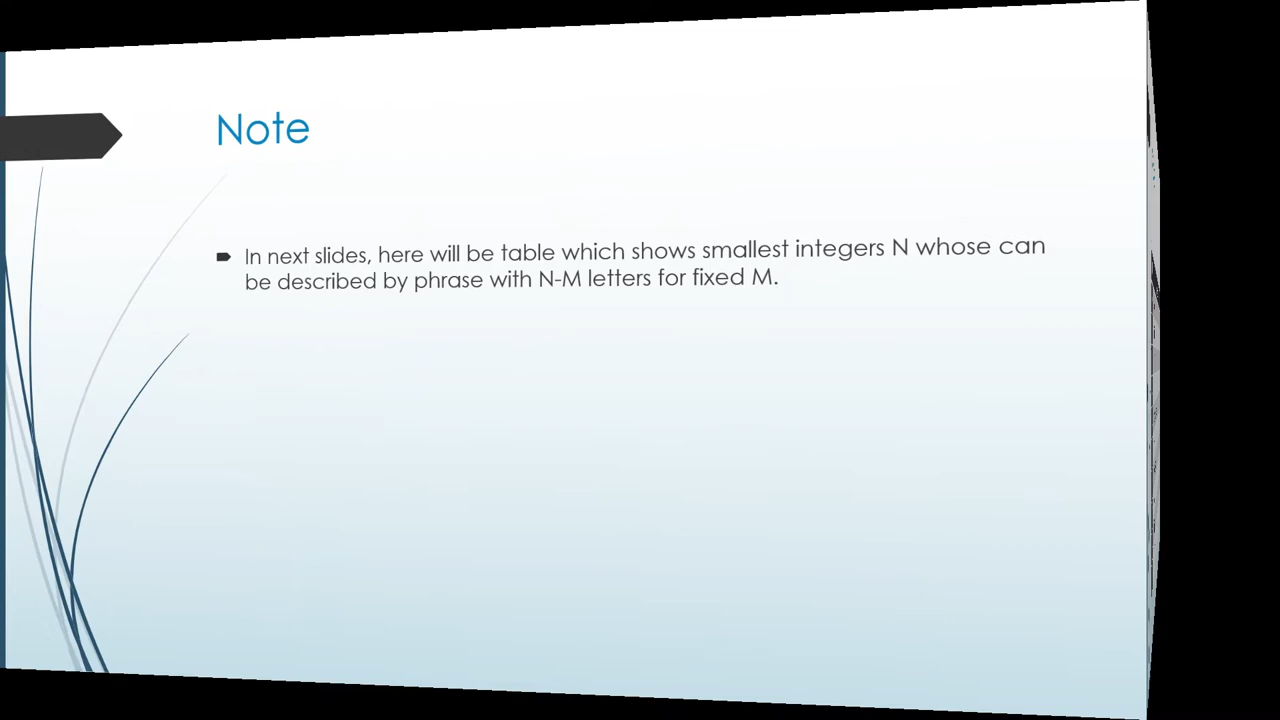 Note
In next slides, here will be table which shows smallest integers N whose can
be described by phrase with N-M letters for fixed M.